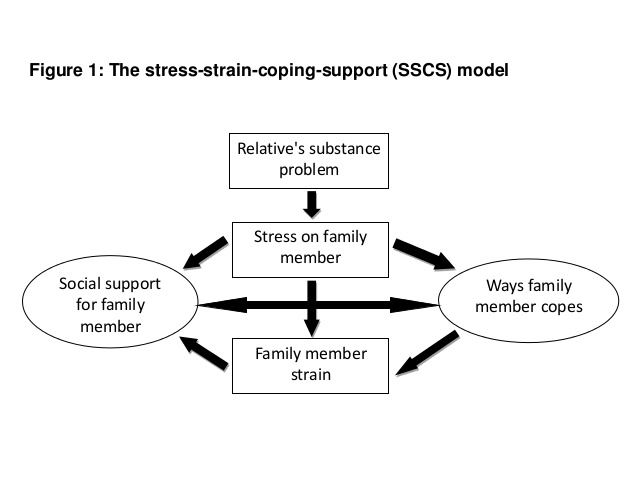 Figure 1: The stress-strain-coping-support (SSCS) model
Relative's substance
problem
Stress on family
member
Social support
for family
member
Ways family
member copes
Family member
strain